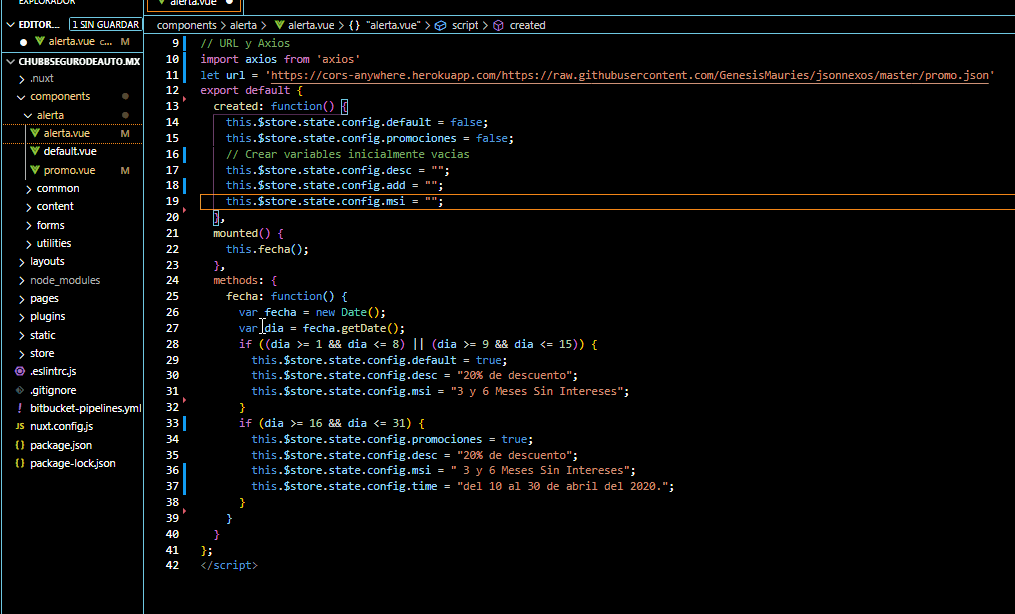 EXPLORADOR
EDITOR... 1 SIN GUARDAR
alerta.vue c... M
CHUBBSEGURODEAUTO.MX
.nuxt
components
alerta
alerta.vue M
default.vue
promo.vue M
common
content
forms
utilities
layouts
node_modules
pages
plugins
static
store
.eslintrc.js
.gitignore
bitbucket-pipelines.yml
nuxt.config.js
package.json
package-lock.json
alerta.vue
components > alerta > alerta.vue > {} "alerta.vue" > script > created
9 // URL y Axios
10 import axios from 'axios'
11 let url = 'https://cors-anywhere.herokuapp.com/https://raw.githubusercontent.com/GenesisMauries/jsonnexos/master/promo.json'
12 export default {
13 created: function() {
14 this.$store.state.config.default = false;
15 this.$store.state.config.promociones = false;
16 // Crear variables inicialmente vacias
17 this.$store.state.config.desc = "";
18 this.$store.state.config.add = "";
19 this.$store.state.config.msi = "";
20 },
21 mounted() {
22 this.fecha();
23 },
24 methods: {
25 fecha: function() {
26 var fecha = new Date();
27 var dia = fecha.getDate();
28 if ((dia >= 1 && dia <= 8) || (dia >= 9 && dia <= 15)) {
29 this.$store.state.config.default = true;
30 this.$store.state.config.desc = "20% de descuento";
31 this.$store.state.config.msi = "3 y 6 Meses Sin Intereses";
32 }
33 if (dia >= 16 && dia <= 31) {
34 this.$store.state.config.promociones = true;
35 this.$store.state.config.desc = "20% de descuento";
36 this.$store.state.config.msi = " 3 y 6 Meses Sin Intereses";
37 this.$store.state.config.time = "del 10 al 30 de abril del 2020.";
38 }
39 }
40 }
41 };
42 </script>